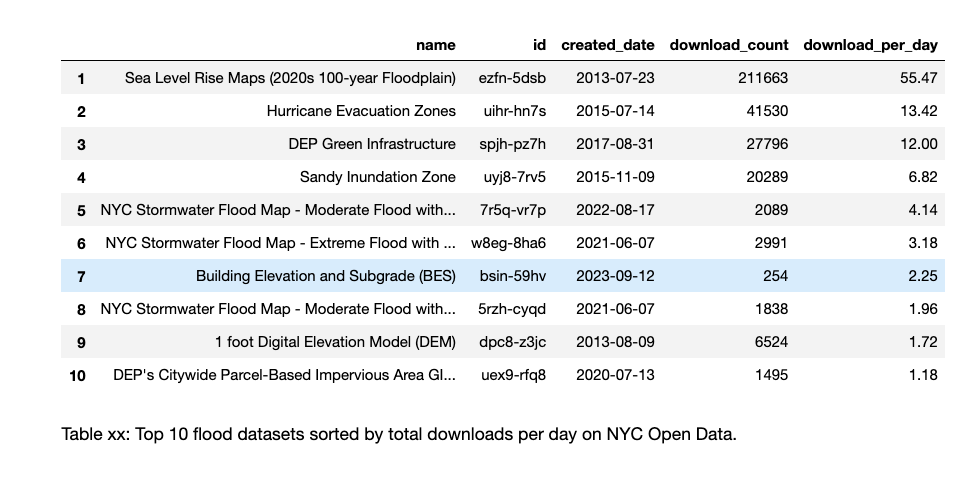 name id created_date download_count download_per_day
1 Sea Level Rise Maps (2020s 100-year Floodplain) ezfn-5dsb 2013-07-23 211663 55.47
2 Hurricane Evacuation Zones uihr-hn7s 2015-07-14 41530 13.42
3 DEP Green Infrastructure spjh-pz7h 2017-08-31 27796 12.00
4 Sandy Inundation Zone uyj8-7rv5 2015-11-09 20289 6.82
5 NYC Stormwater Flood Map - Moderate Flood with... 7r5q-vr7p 2022-08-17 2089 4.14
6 NYC Stormwater Flood Map - Extreme Flood with ... w8eg-8ha6 2021-06-07 2991 3.18
7 Building Elevation and Subgrade (BES) bsin-59hv 2023-09-12 254 2.25
8 NYC Stormwater Flood Map - Moderate Flood with... 5rzh-cyqd 2021-06-07 1838 1.96
9 1 foot Digital Elevation Model (DEM) dpc8-z3jc 2013-08-09 6524 1.72
10 DEP's Citywide Parcel-Based Impervious Area GI... uex9-rfq8 2020-07-13 1495 1.18
Table xx: Top 10 flood datasets sorted by total downloads per day on NYC Open Data.